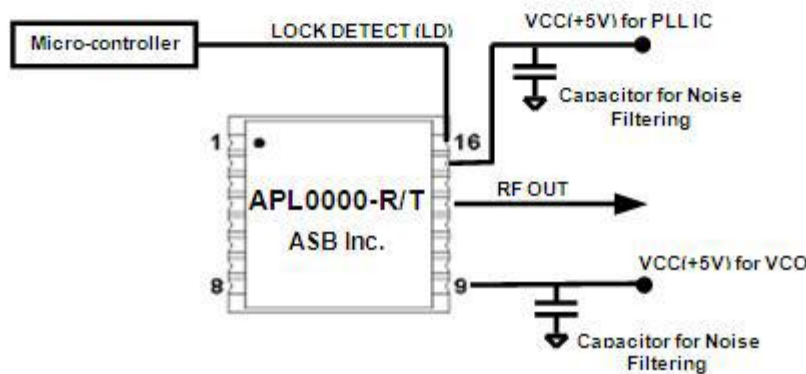 VCC(+5V) for PLL IC
LOCK DETECT (LD)
Micro-controller
Capacitor for Noise
Filtering
1
16
APL0000-R/T
RF OUT
ASB Inc.
VCC(+5V) for VCO
8
9
Capacitor for Noise
Filtering